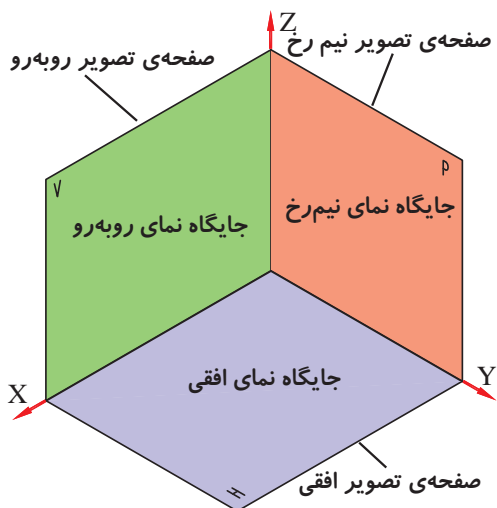 Z
صفحه‌ی تصویر نیم رخ
صفحه‌ی تصویر روبه‌رو
V
P
جایگاه نمای نیم‌رخ
جایگاه نمای روبه‌رو
جایگاه نمای افقی
X
Y
صفحه‌ی تصویر افقی
H